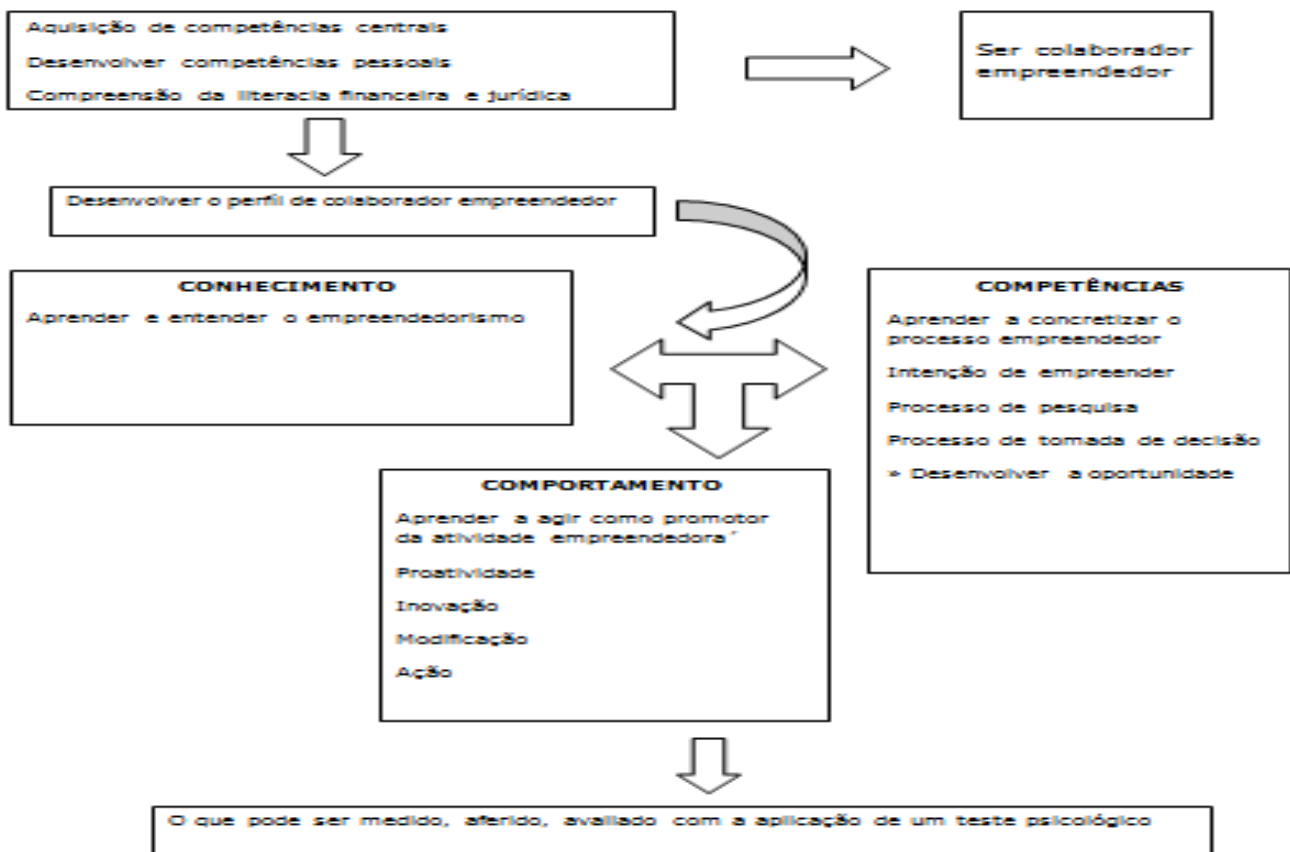 Aquisição de competências centrais
Desenvolver competências pessoais
Compreensão da literacia financeira e jurídica
Ser colaborador
empreendedor
Desenvolver o perfil de colaborador empreendedor
CONHECIMENTO
Aprender e entender o empreendedorismo
COMPETÊNCIAS
Aprender a concretizar o
processo empreendedor
Intenção de empreender
Processo de pesquisa
Processo de tomada de decisão
» Desenvolver a oportunidade
COMPORTAMENTO
Aprender a agir como promotor
da atividade empreendedora´
Proatividade
Inovação
Modificação
Ação
O que pode ser medido, aferido, avaliado com a aplicação de um teste psicológico